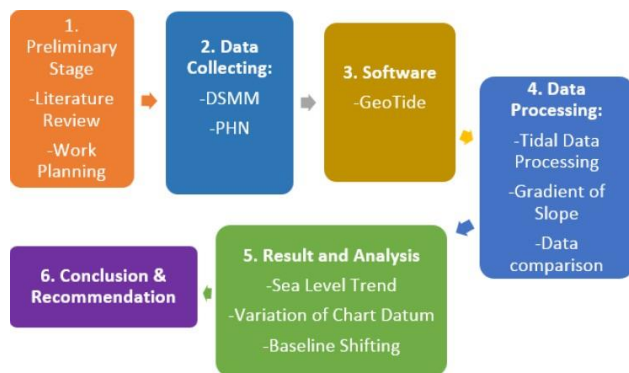 1.
Preliminary
Stage
-Literature
Review
-Work
Planning
2. Data
Collecting:
-DSMM
-PHN
3. Software
-GeoTide
4. Data
Processing:
-Tidal Data
Processing
-Gradient of
Slope
-Data
comparison
5. Result and Analysis
-Sea Level Trend
-Variation of Chart Datum
-Baseline Shifting
6. Conclusion &
Recommendation